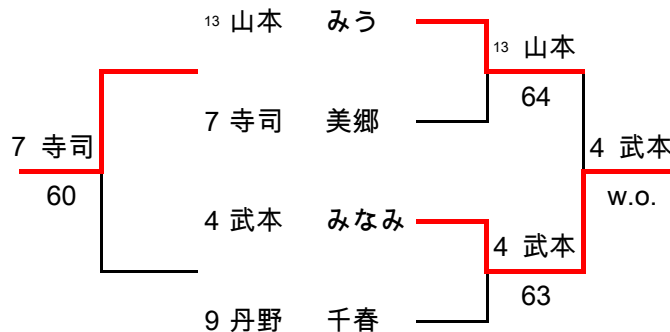 13 山本 みう
13 山本
64
7 寺司 美郷
7 寺司
60
4 武本
w.o.
4 武本 みなみ
4 武本
63
9 丹野 千春